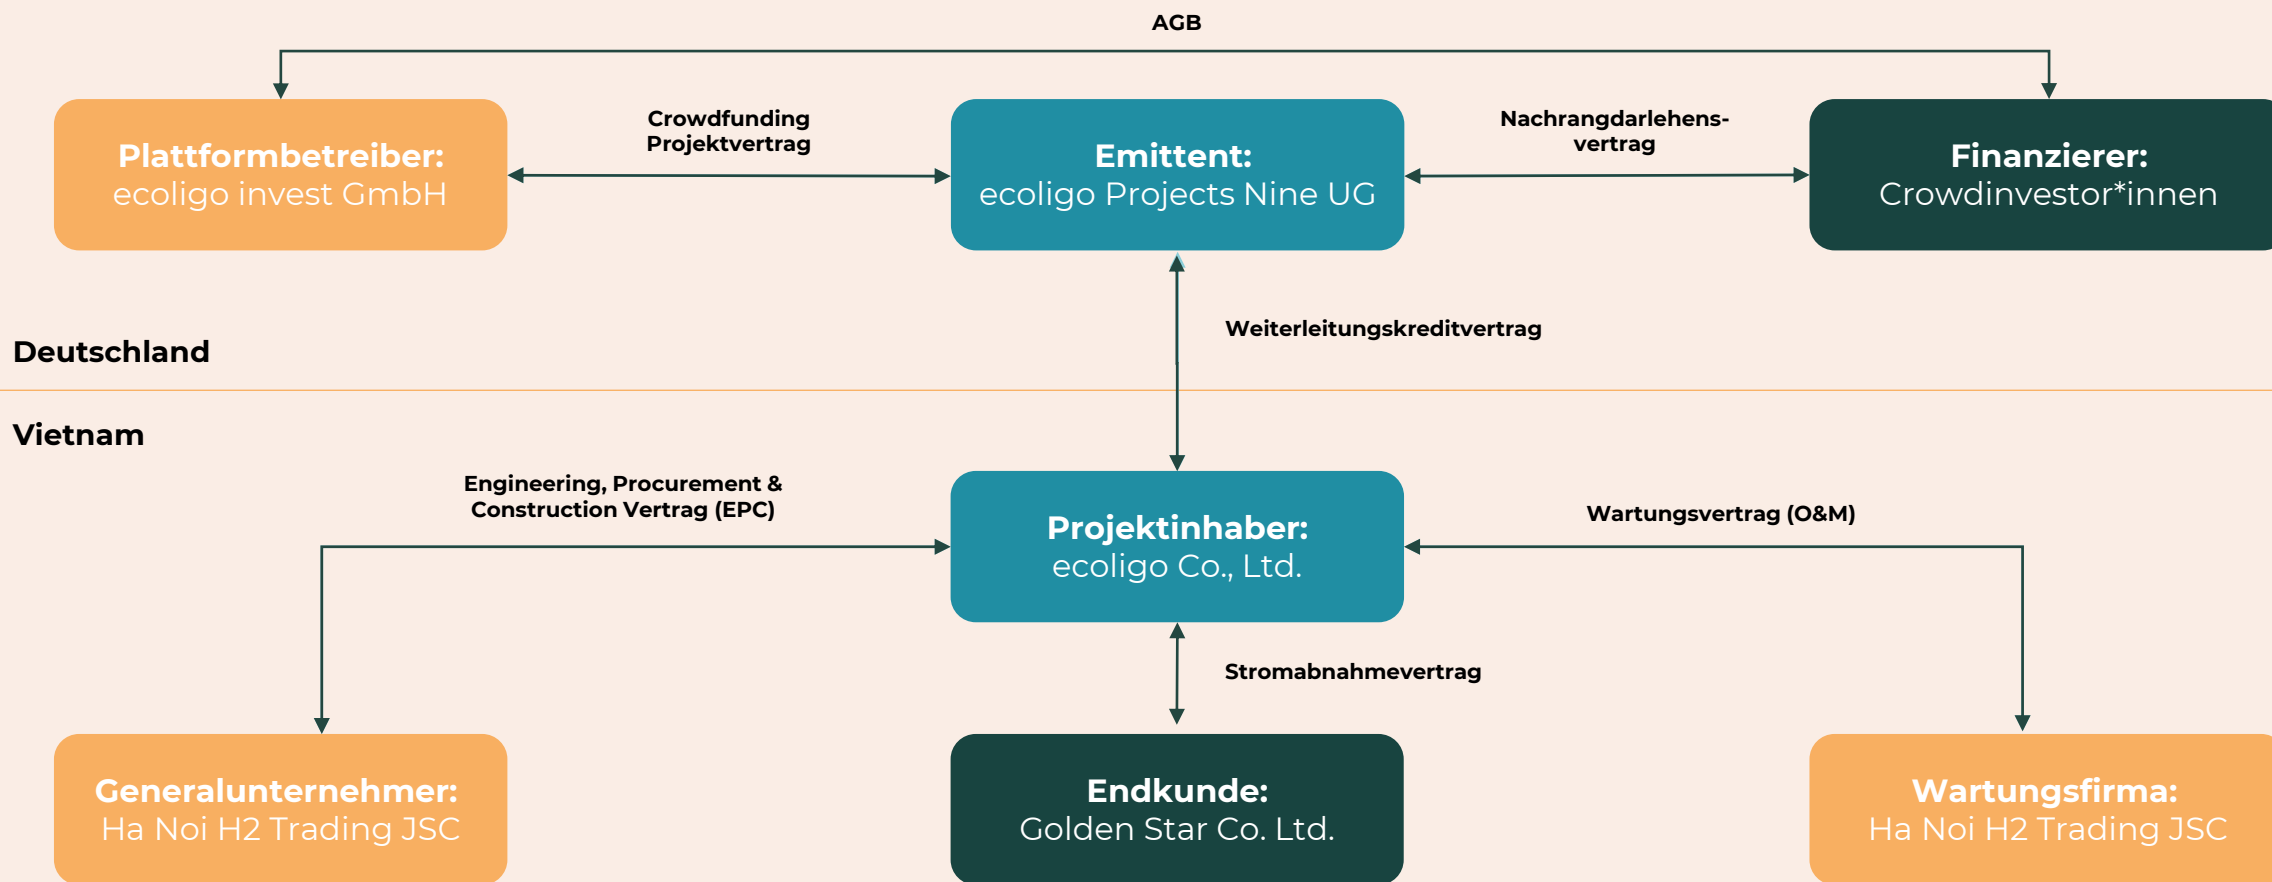 AGB
Crowdfunding
Projektvertrag
Nachrangdarlehens-
vertrag
Plattformbetreiber:
ecoligo invest GmbH
Emittent:
ecoligo Projects Nine UG
Finanzierer:
Crowdinvestor*innen
Weiterleitungskreditvertrag
Deutschland
Vietnam
Engineering, Procurement &
Construction Vertrag (EPC)
Projektinhaber:
ecoligo Co., Ltd.
Wartungsvertrag (O&M)
Stromabnahmevertrag
Generalunternehmer:
Ha Noi H2 Trading JSC
Endkunde:
Golden Star Co. Ltd.
Wartungsfirma:
Ha Noi H2 Trading JSC